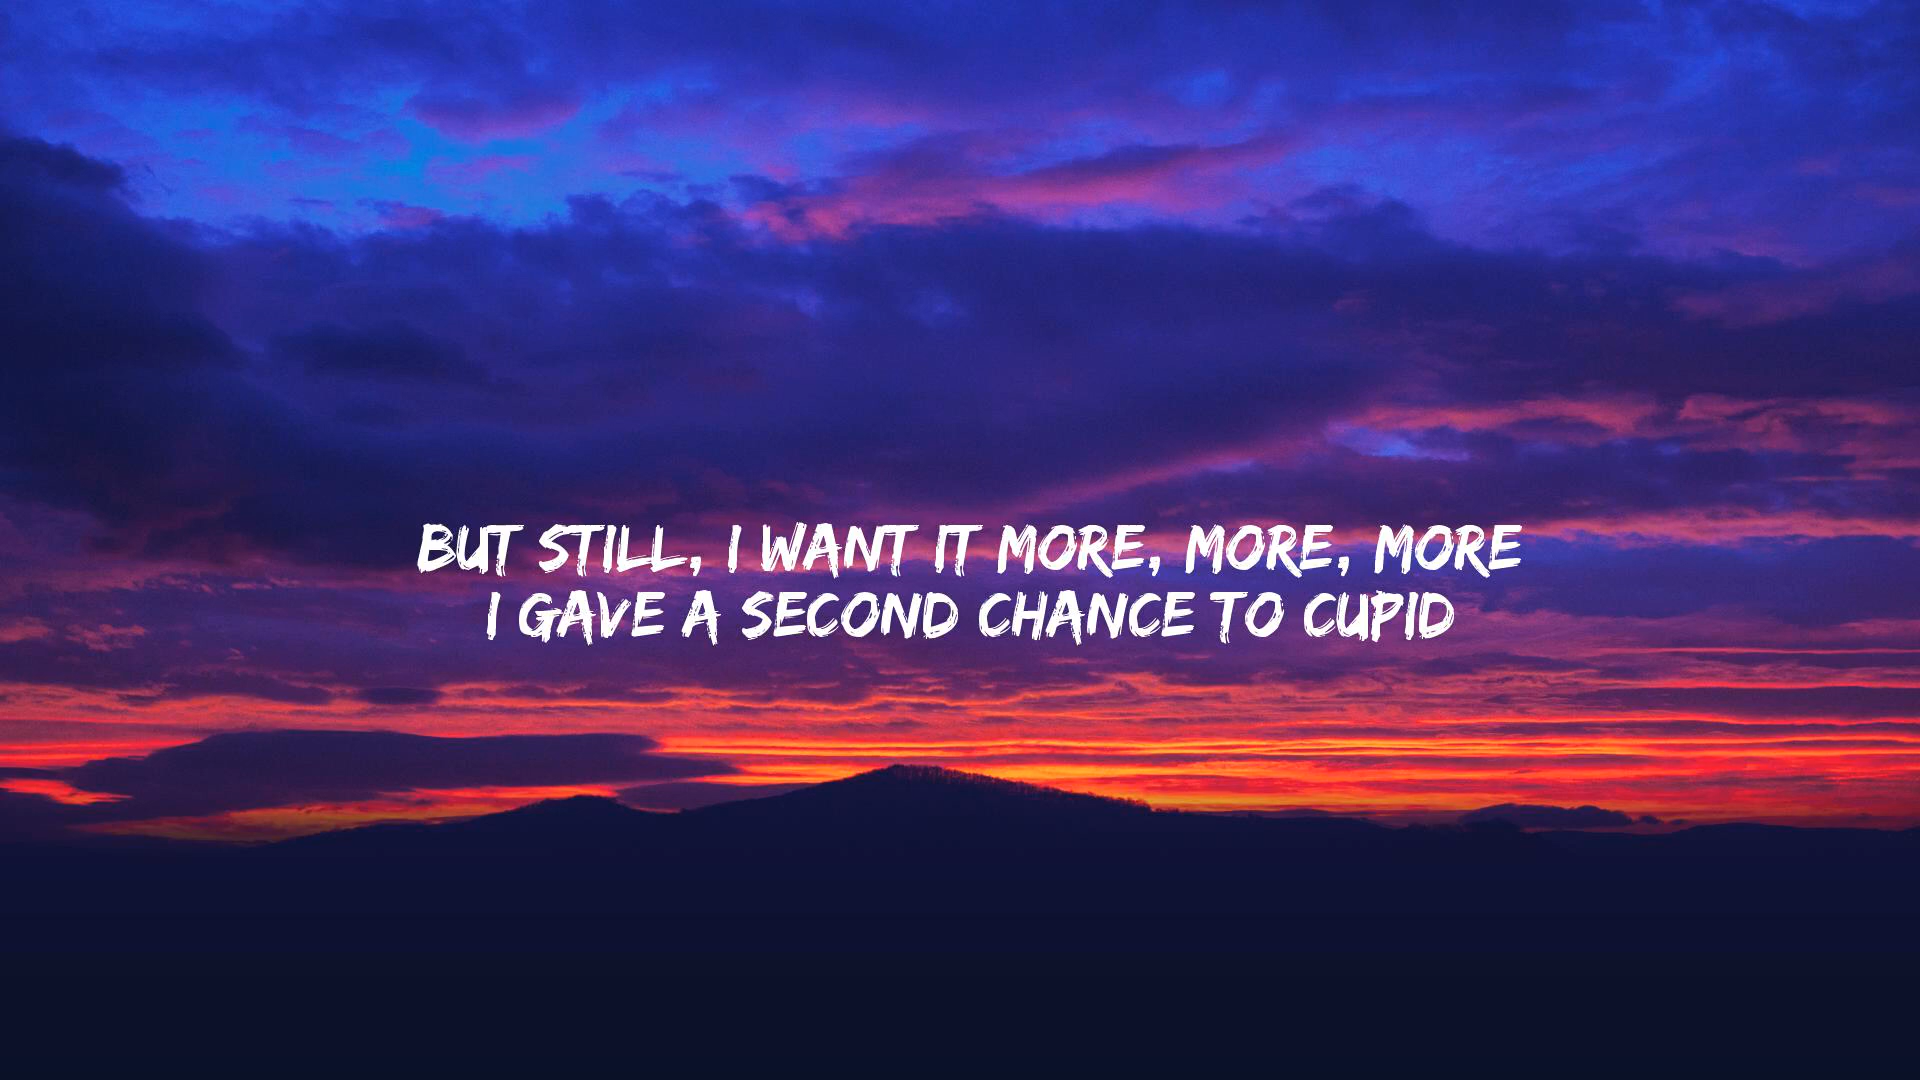 BUT STILL, I WANT IT MORE, MORE, MORE
I GAVE A SECOND CHANCE TO CUPID